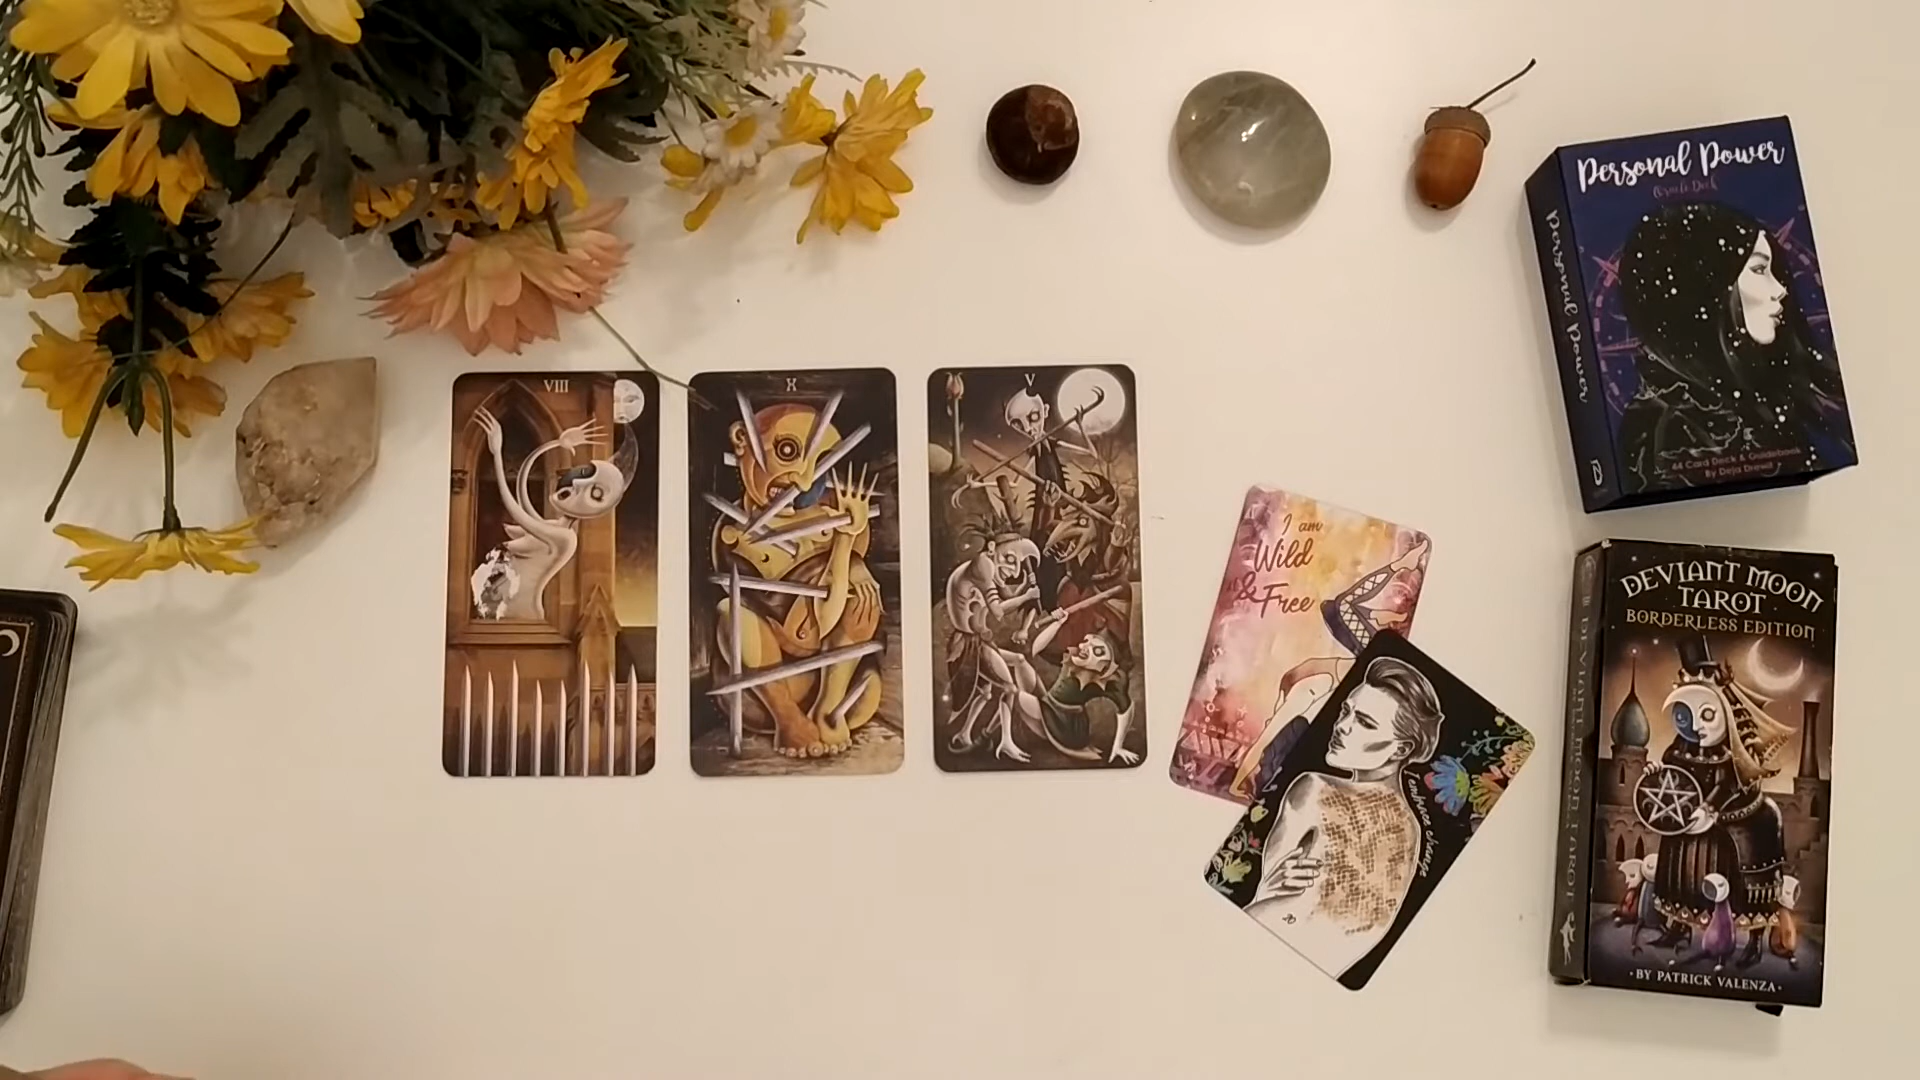 VIII
X
V
I am
Wild
& Free
I embrace change
Personal Power
Oracle Deck
44 Card Deck & Guidebook
By Deja Drewit
Personal Power
DEVIANT MOON
TAROT
BORDERLESS EDITION
• BY PATRICK VALENZA •
DEVIANT MOON TAROT